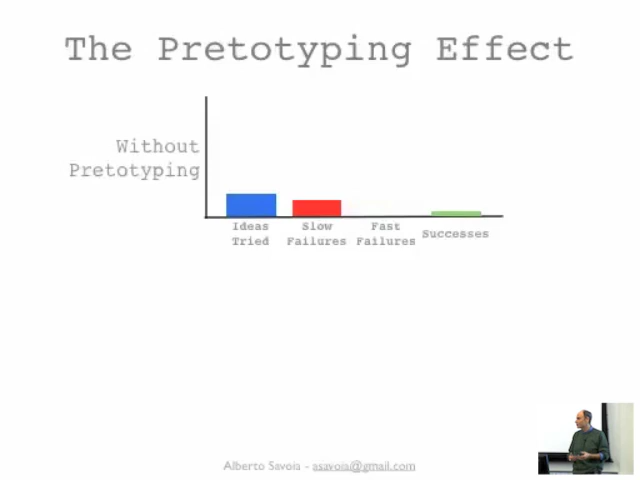 The Pretotyping Effect
Without
Pretotyping
Ideas
Tried
Slow
Failures
Fast
Failures
Successes
Alberto Savoia - asavoia@gmail.com